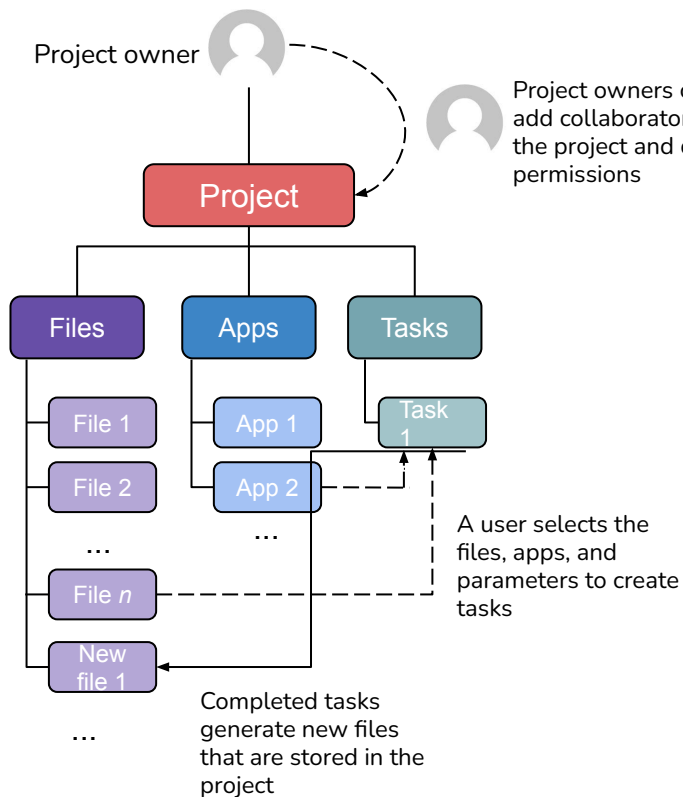 Project owner
Project owners
add collaborator
the project and
permissions
Project
Files
Apps
Tasks
File 1
App 1
Task
1
File 2
App 2
...
...
A user selects the
files, apps, and
parameters to create
tasks
File n
New
file 1
Completed tasks
generate new files
that are stored in the
project
...